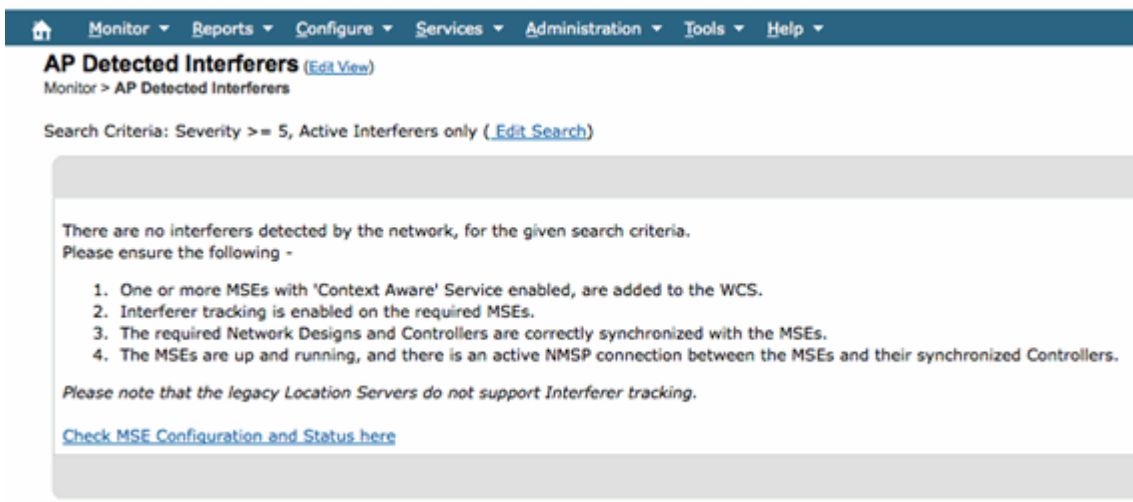 Monitor Reports Configure Services Administration Tools Help
AP Detected Interferers (Edit View)
Monitor > AP Detected Interferers
Search Criteria: Severity >= 5, Active Interferers only ( Edit Search)
There are no interferers detected by the network, for the given search criteria.
Please ensure the following -
1. One or more MSEs with 'Context Aware' Service enabled, are added to the WCS.
2. Interferer tracking is enabled on the required MSEs.
3. The required Network Designs and Controllers are correctly synchronized with the MSEs.
4. The MSEs are up and running, and there is an active NMSP connection between the MSEs and their synchronized Controllers.
Please note that the legacy Location Servers do not support Interferer tracking.
Check MSE Configuration and Status here